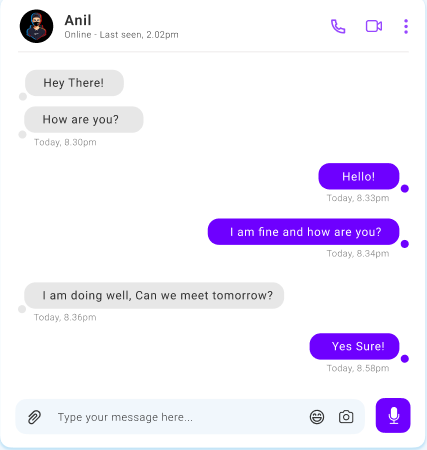 Anil
Online - Last seen, 2.02pm
Hey There!
How are you?
Today, 8.30pm
Hello!
Today, 8.33pm
I am fine and how are you?
Today, 8.34pm
I am doing well, Can we meet tomorrow?
Today, 8.36pm
Yes Sure!
Today, 8.58pm
Type your message here...